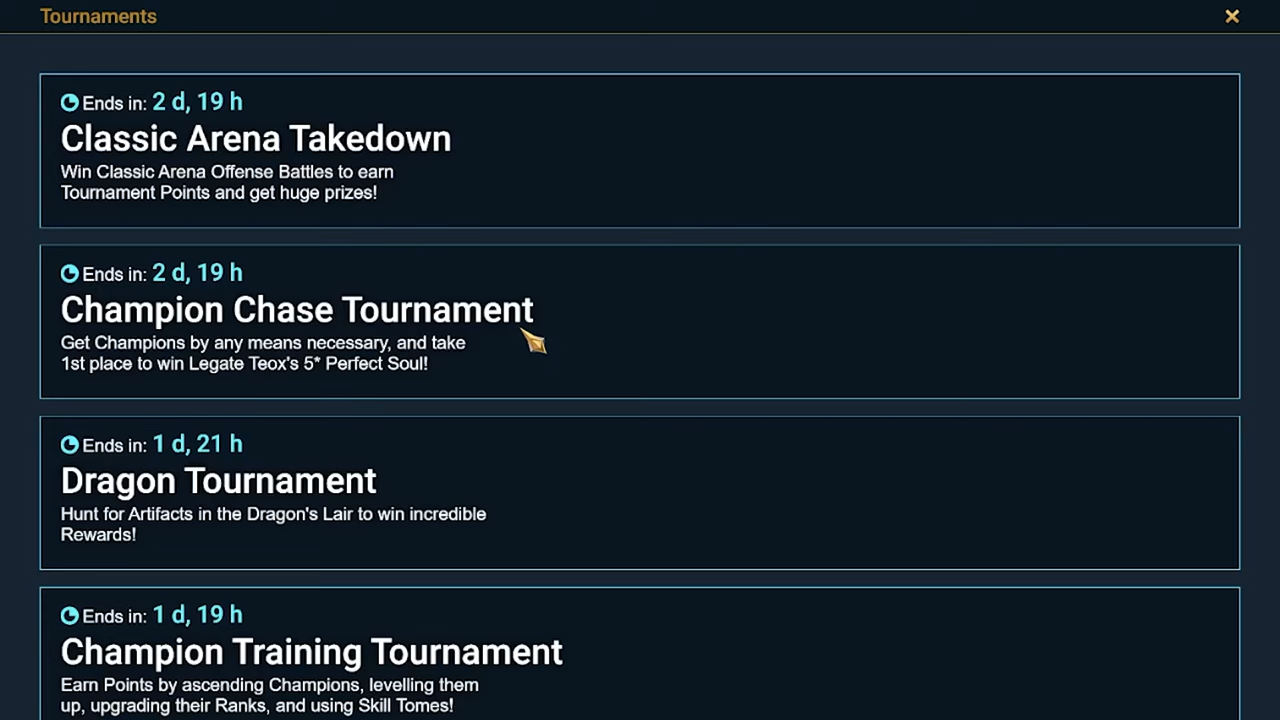 Tournaments
Ends in: 2 d, 19 h
Classic Arena Takedown
Win Classic Arena Offense Battles to earn
Tournament Points and get huge prizes!
Ends in: 2 d, 19 h
Champion Chase Tournament
Get Champions by any means necessary, and take
1st place to win Legate Teox's 5* Perfect Soul!
Ends in: 1 d, 21 h
Dragon Tournament
Hunt for Artifacts in the Dragon's Lair to win incredible
Rewards!
Ends in: 1 d, 19 h
Champion Training Tournament
Earn Points by ascending Champions, levelling them
up, upgrading their Ranks, and using Skill Tomes!